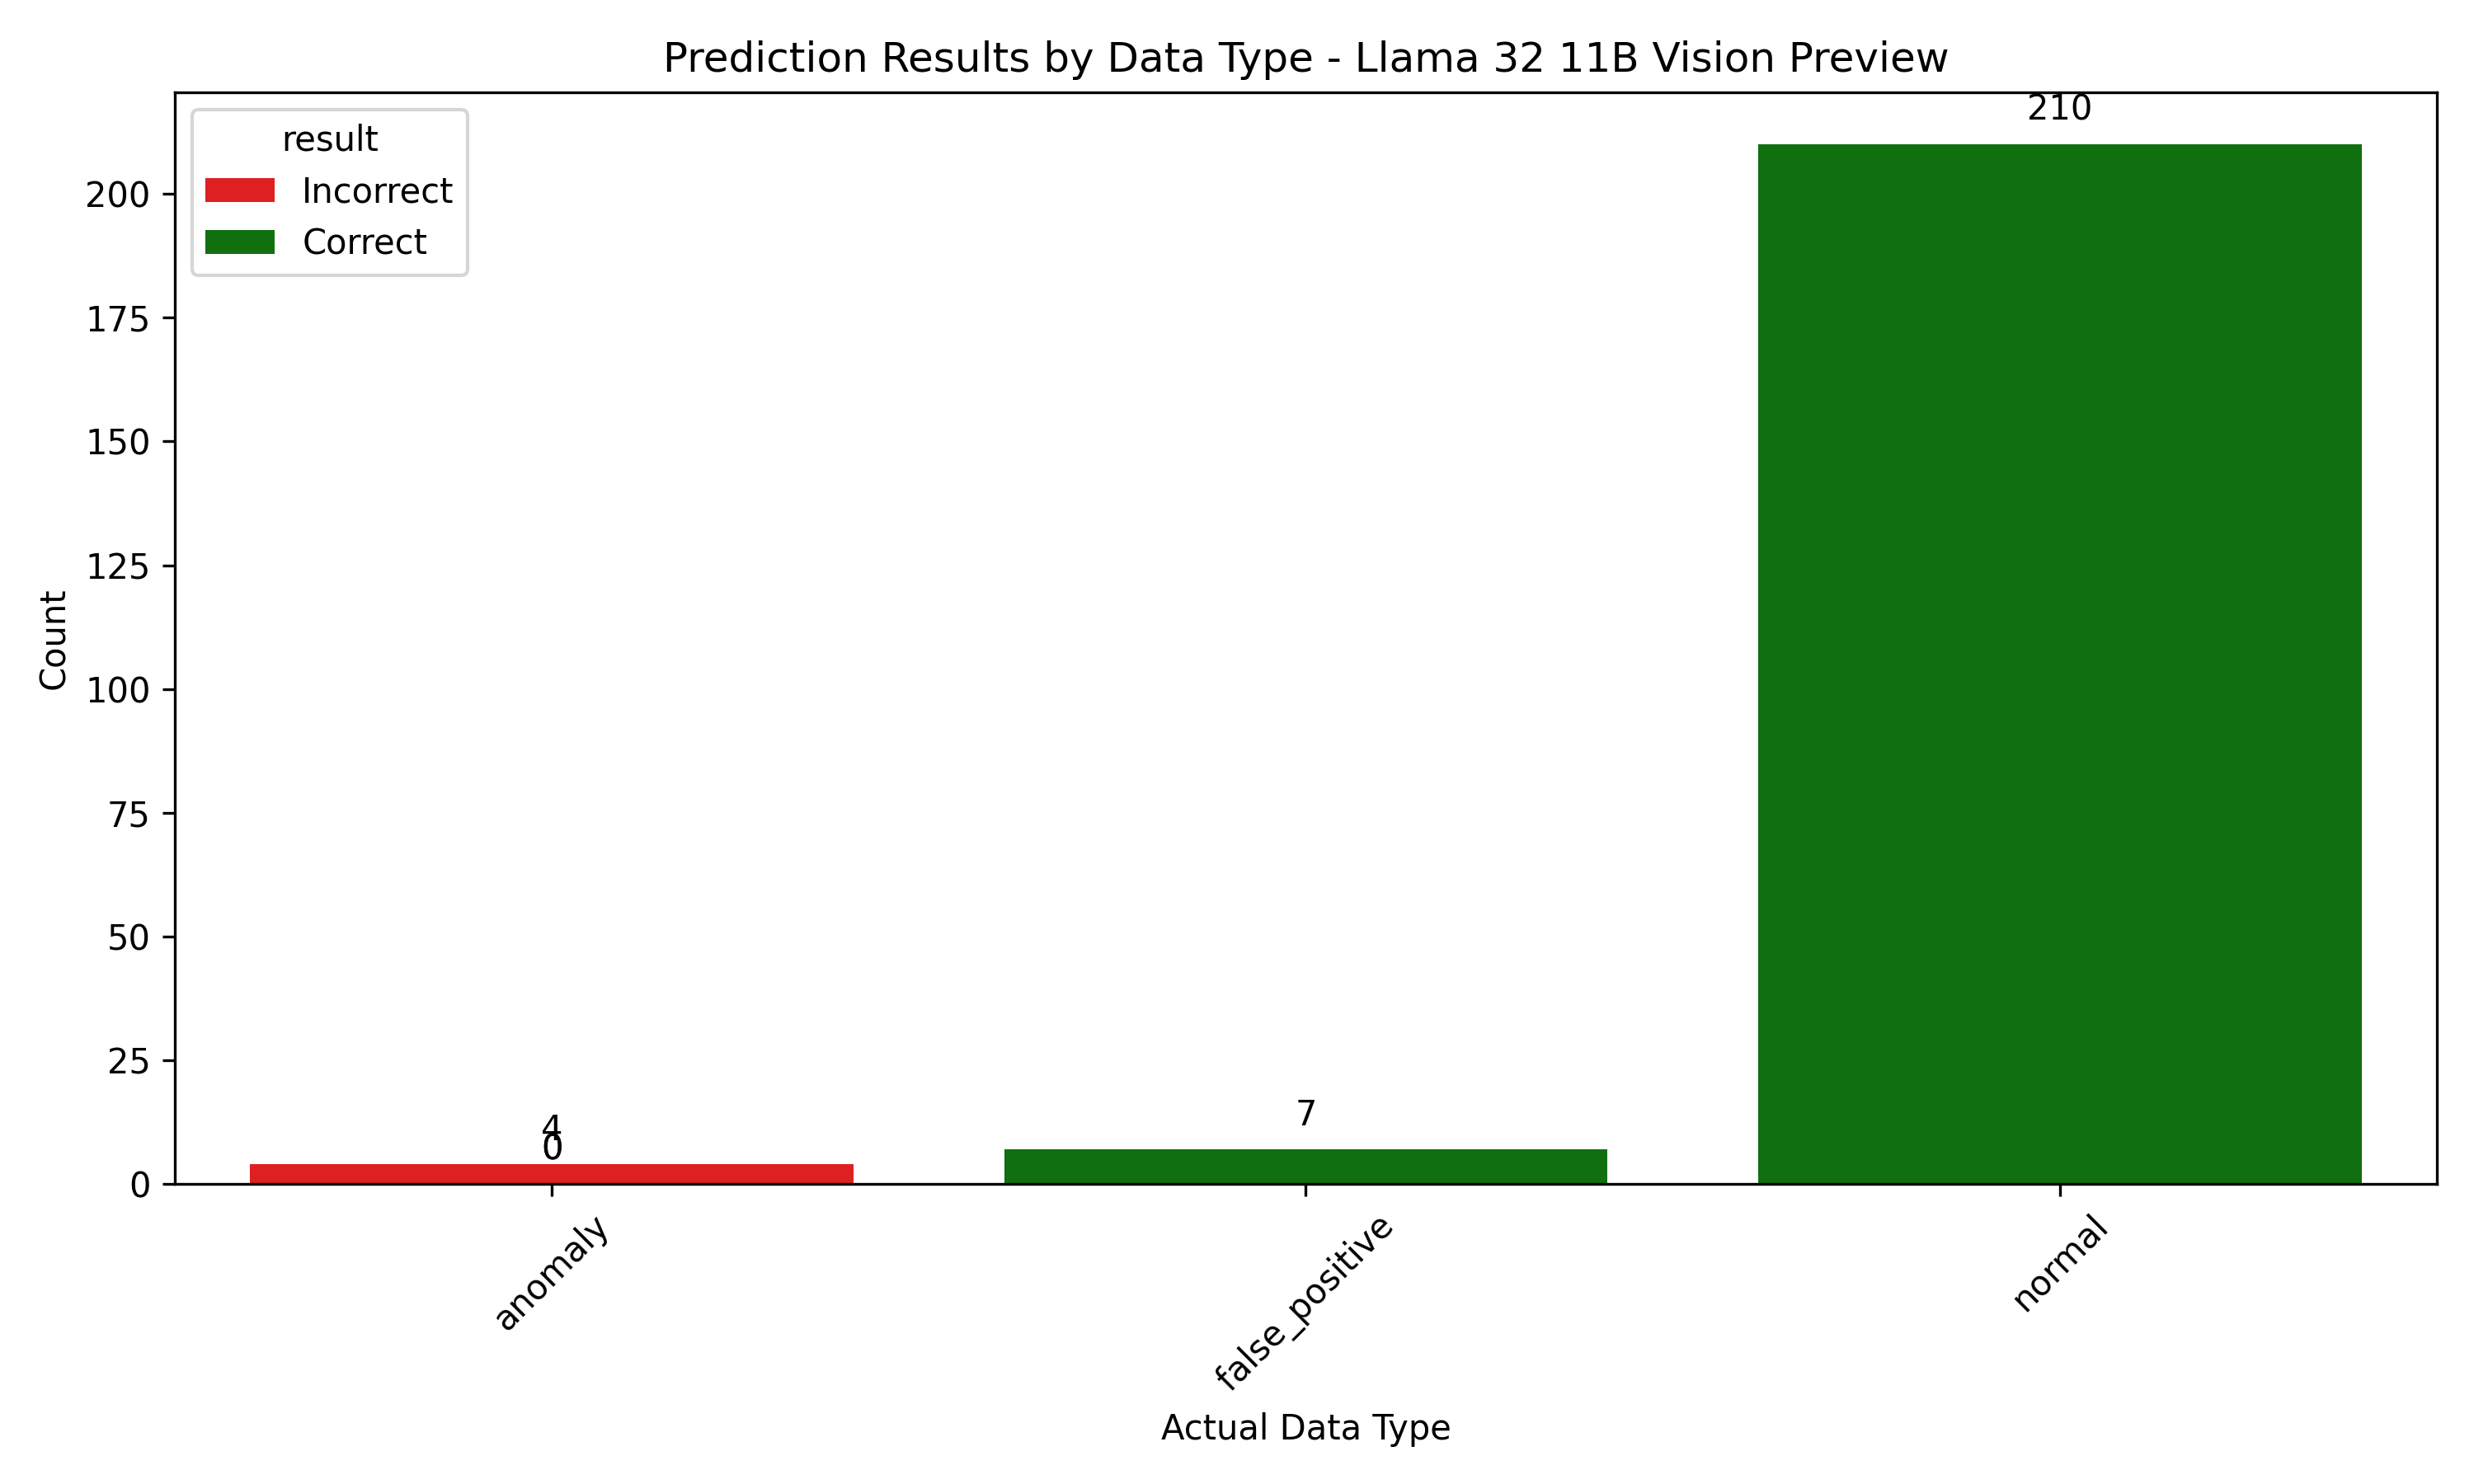 Prediction Results by Data Type - Llama 32 11B Vision Preview
result
Incorrect
Correct
210
200
175
150
125
100
75
50
25
0
Count
4
0
7
anomaly
false_positive
normal
Actual Data Type